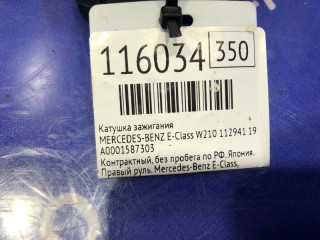 116034 350
Катушка зажигания
MERCEDES-BENZ E-Class W210 112941 19
A0001587303
Контрактный, без пробега по РФ, Япония.
Правый руль. Mercedes-Benz E-Class,